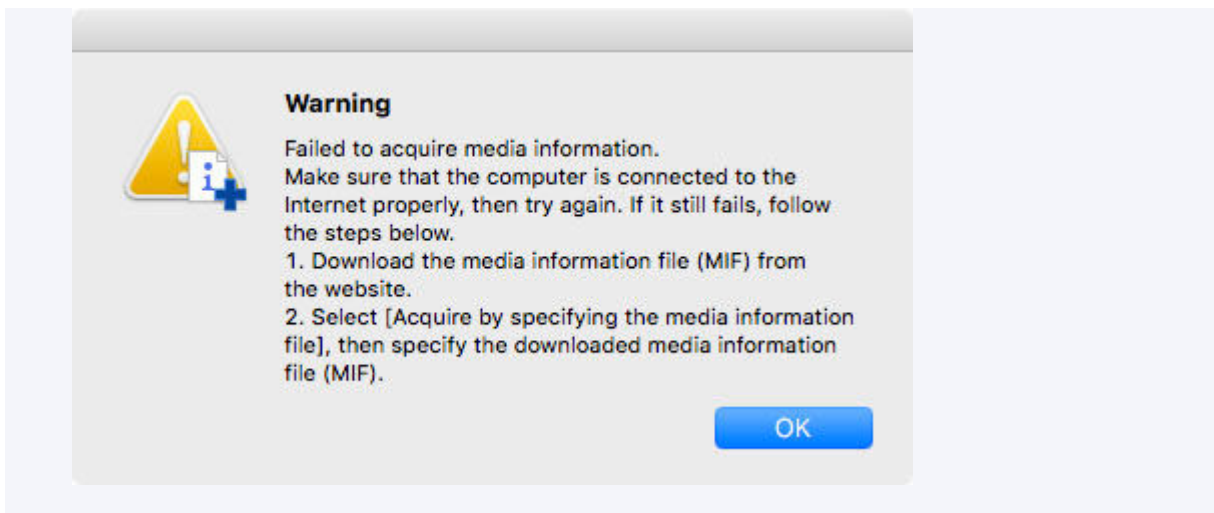 Warning
Failed to acquire media information.
Make sure that the computer is connected to the
Internet properly, then try again. If it still fails, follow
the steps below.
1. Download the media information file (MIF) from
the website.
2. Select [Acquire by specifying the media information
file], then specify the downloaded media information
file (MIF).
OK